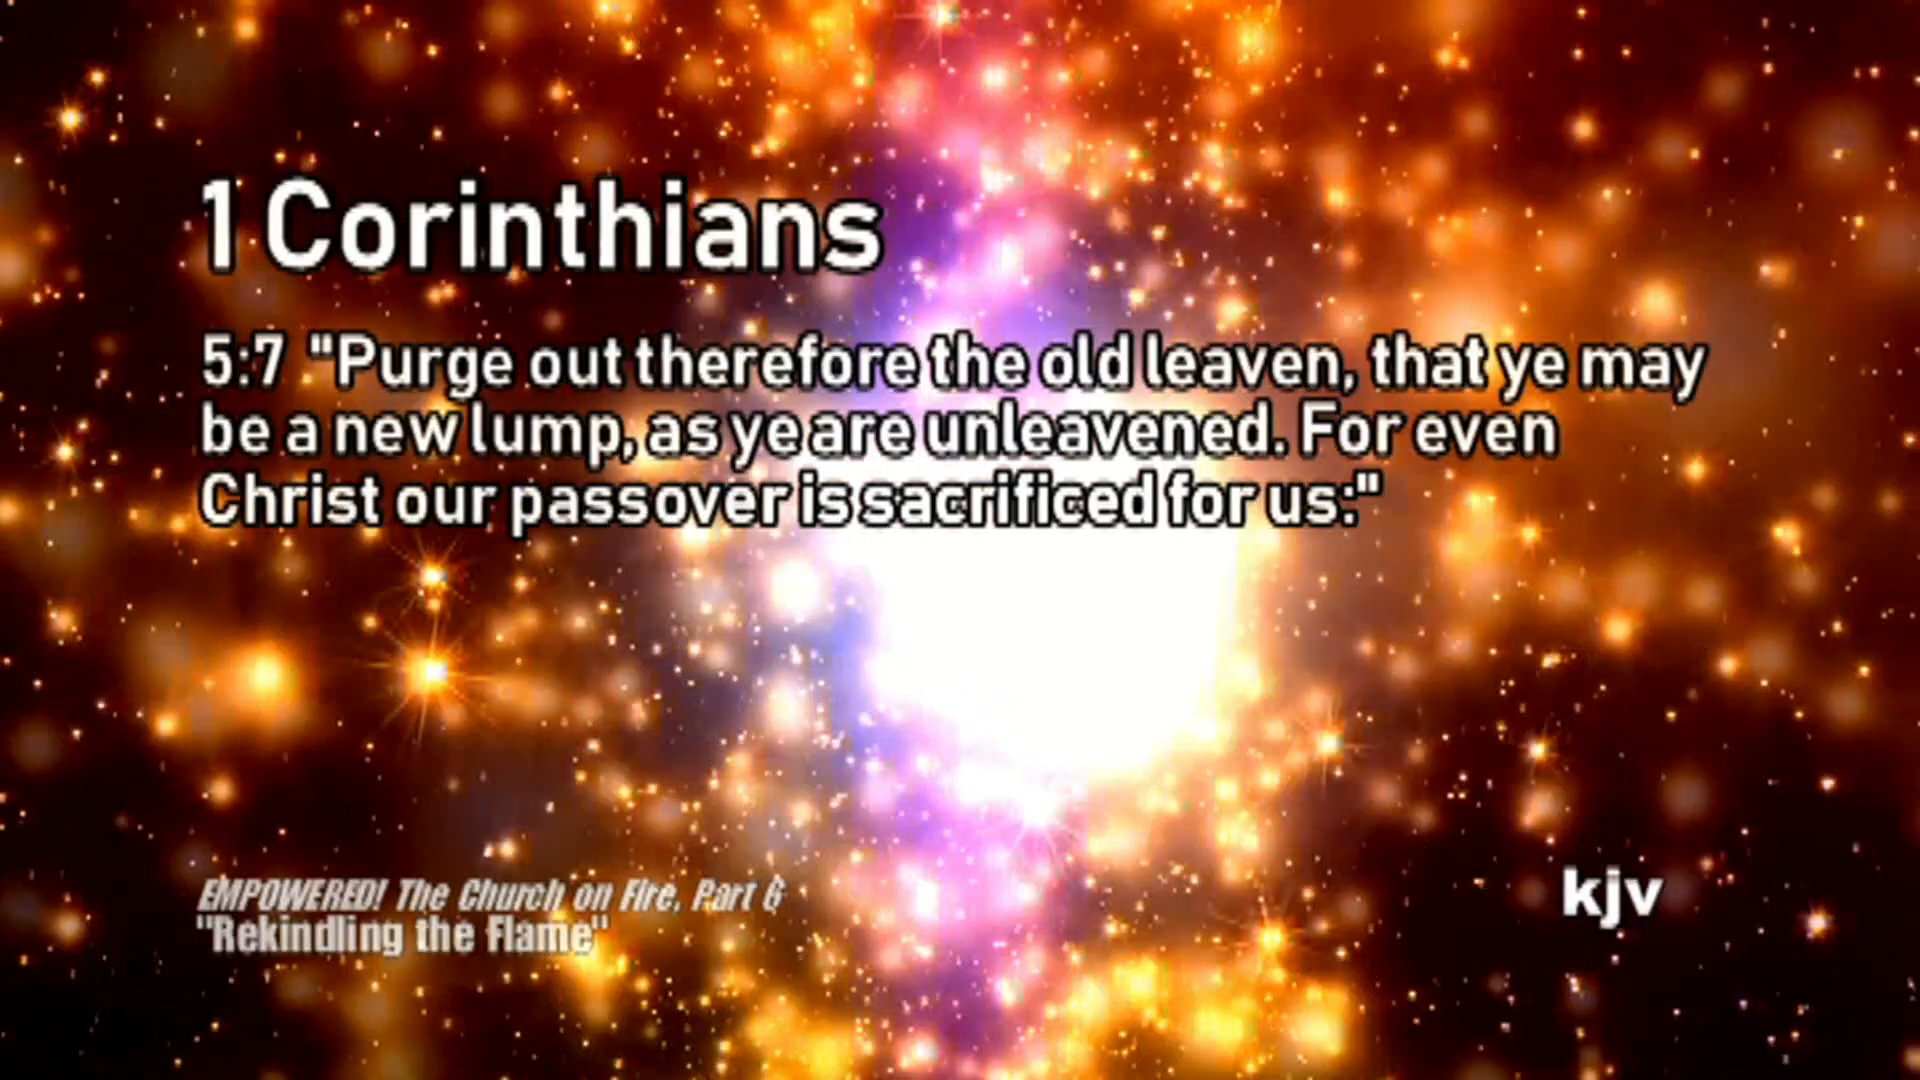 1 Corinthians
5:7 "Purge out therefore the old leaven, that ye may
be a new lump, as ye are unleavened. For even
Christ our passover is sacrificed for us:"
EMPOWERED! The Church on Fire, Part 6
"Rekindling the Flame"
kjv